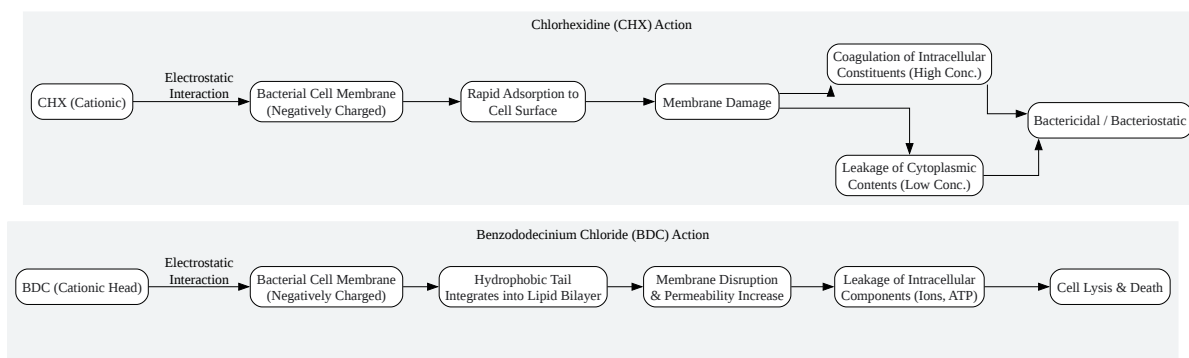 Chlorhexidine (CHX) Action
CHX (Cationic)
Electrostatic
Interaction
Bacterial Cell Membrane
(Negatively Charged)
Rapid Adsorption to
Cell Surface
Membrane Damage
Coagulation of Intracellular
Constituents (High Conc.)
Leakage of Cytoplasmic
Contents (Low Conc.)
Bactericidal / Bacteriostatic
Benzododecinium Chloride (BDC) Action
BDC (Cationic Head)
Electrostatic
Interaction
Bacterial Cell Membrane
(Negatively Charged)
Hydrophobic Tail
Integrates into Lipid Bilayer
Membrane Disruption
& Permeability Increase
Leakage of Intracellular
Components (Ions, ATP)
Cell Lysis & Death